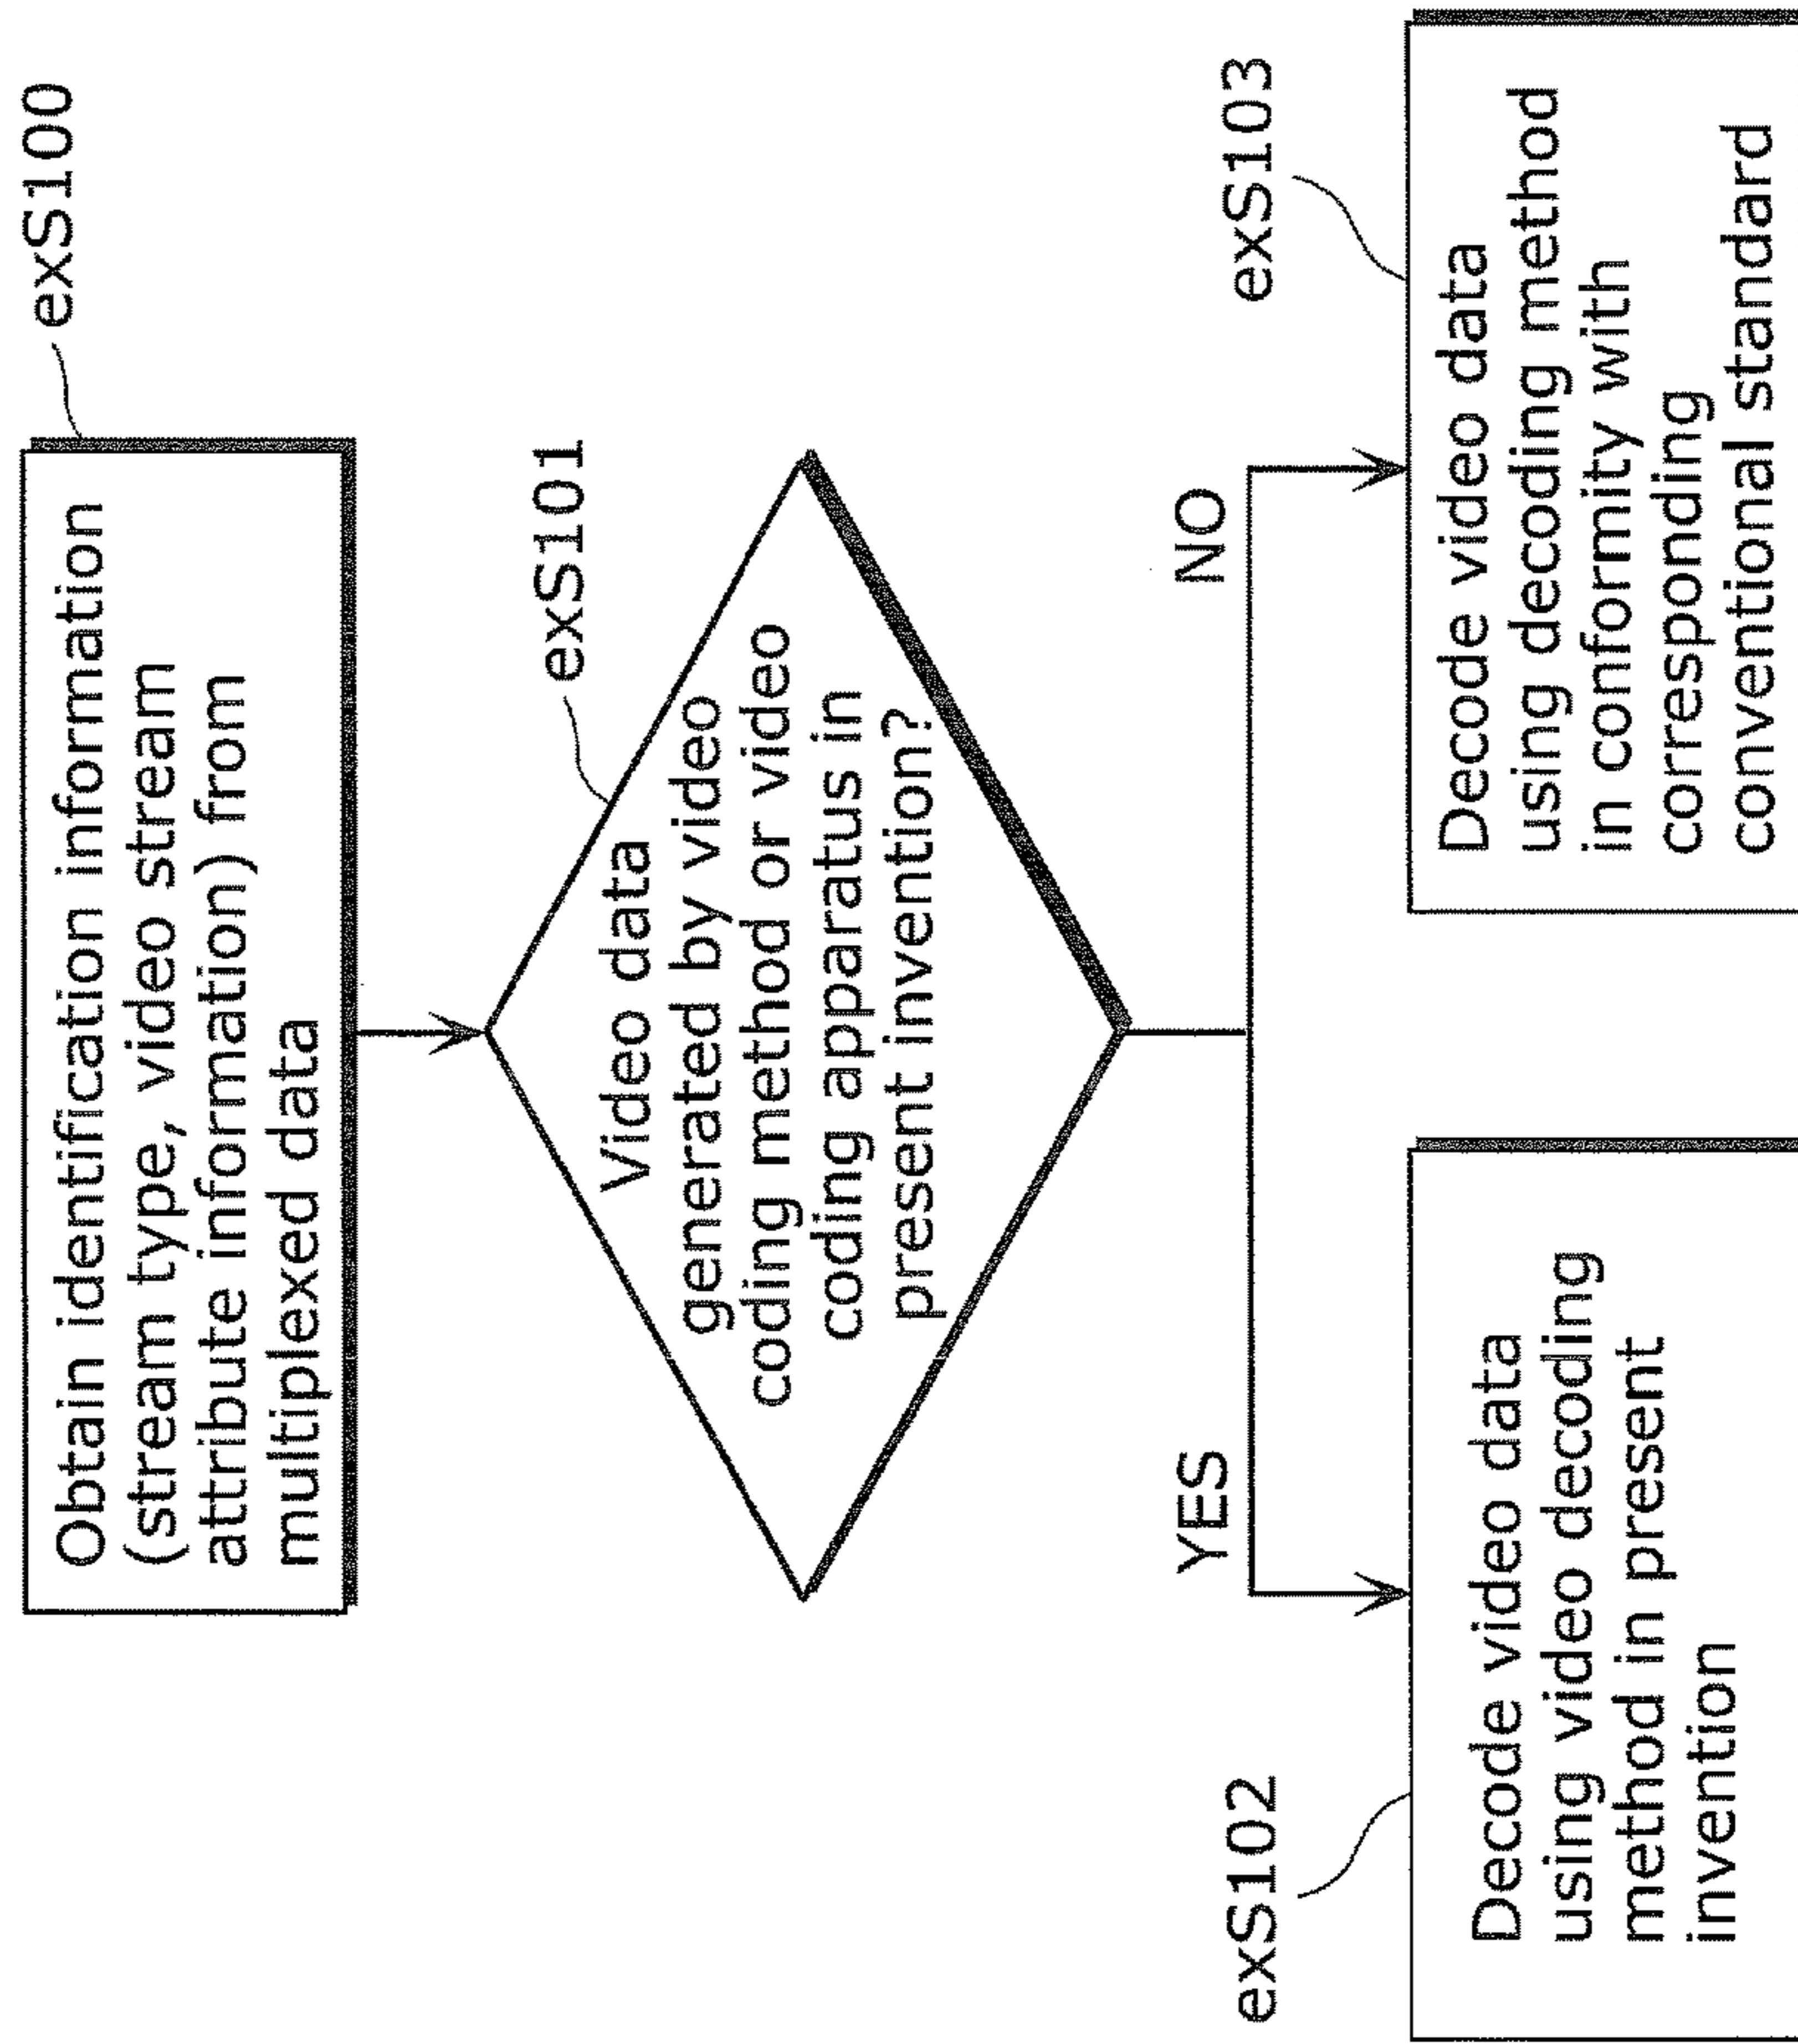 exS100
Obtain identification information
(stream type, video stream
attribute information) from
multiplexed data
exS101
Video data
generated by video
coding method or video
coding apparatus in
present invention?
YES
NO
exS102
Decode video data
using video decoding
method in present
invention
exS103
Decode video data
using decoding method
in conformity with
corresponding
conventional standard